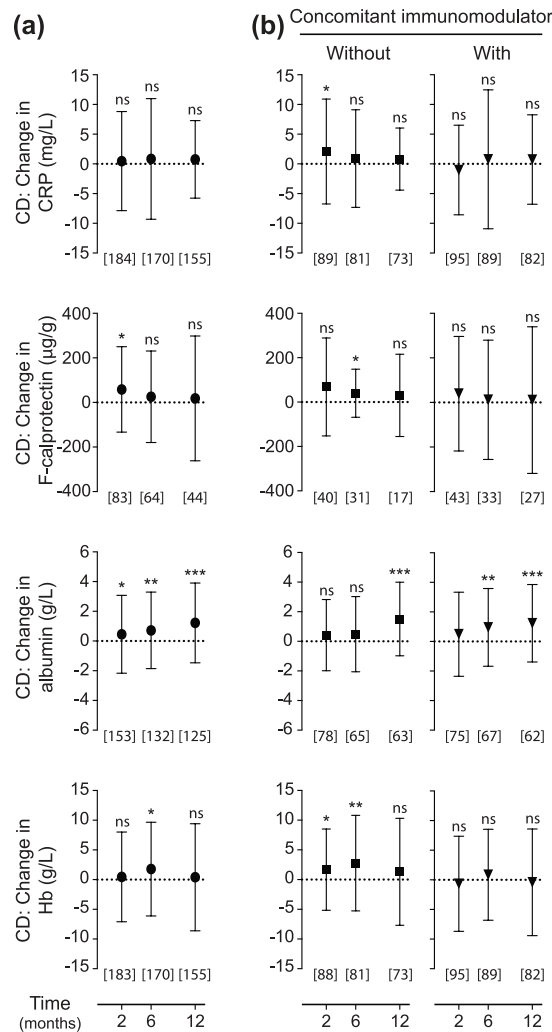 (a)
(b) Concomitant immunomodulator
Without With
CD: Change in
CRP (mg/L)
15
10
5
0
-5
-10
-15
ns ns ns
* ns ns
ns ns
[184] [170] [155]
[89] [81] [73]
[95] [89] [82]
CD: Change in
F-calprotectin (µg/g)
400
200
0
-200
-400
* ns ns
ns * ns
ns ns ns
[83] [64] [44]
[40] [31] [17]
[43] [33] [27]
CD: Change in
albumin (g/L)
6
4
2
0
-2
-4
-6
* ** ***
ns ns ***
** ***
[153] [132] [125]
[78] [65] [63]
[75] [67] [62]
CD: Change in
Hb (g/L)
15
10
5
0
-5
-10
-15
ns * ns
* ** ns
ns ns ns
[183] [170] [155]
[88] [81] [73]
[95] [89] [82]
Time
(months)
2 6 12
2 6 12
2 6 12